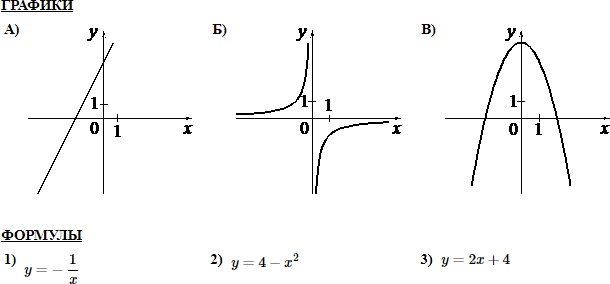 ГРАФИКИ
А) Б) В)
y y y
1 1 1 1
0 1 x 0 x 0 1 x
ФОРМУЛЫ
1) y = − 1/x 2) y = 4 − x² 3) y = 2x + 4